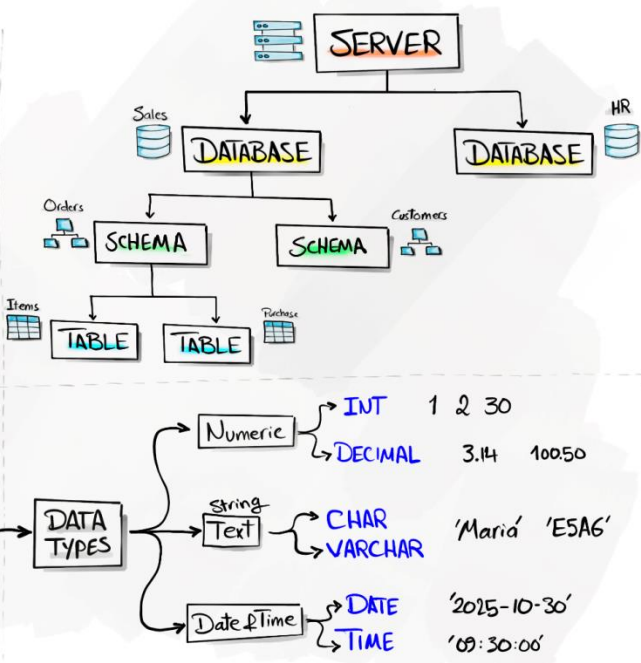 SERVER
Sales
DATABASE
DATABASE
HR
Orders
SCHEMA
SCHEMA
Customers
Items
TABLE
TABLE
Purchase
DATA
TYPES
Numeric
INT 1 2 30
DECIMAL 3.14 100.50
String
Text
CHAR
VARCHAR
'Maria' 'E5A6'
Date & Time
DATE '2025-10-30'
TIME '09:30:00'